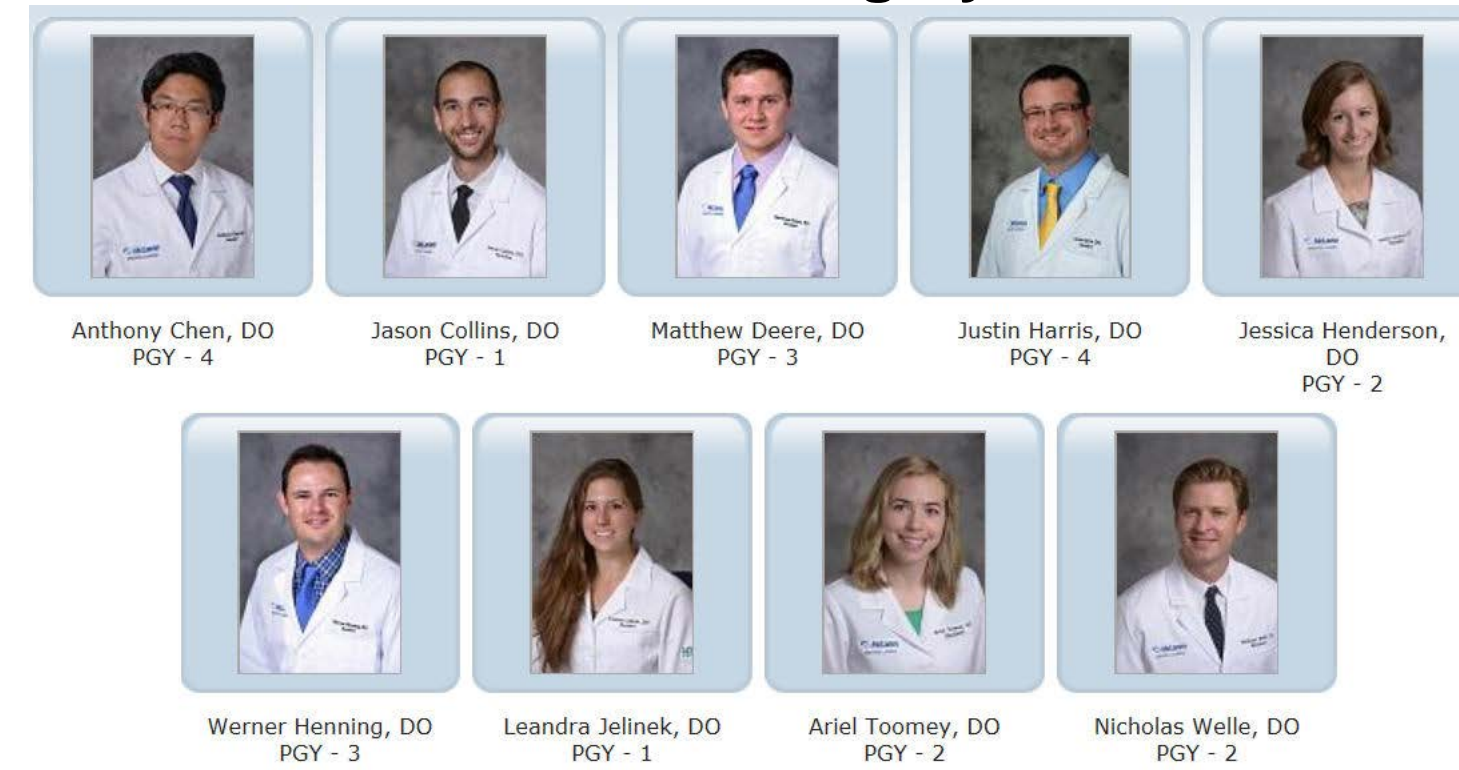 Anthony Chen, DO
PGY - 4
Jason Collins, DO
PGY - 1
Matthew Deere, DO
PGY - 3
Justin Harris, DO
PGY - 4
Jessica Henderson,
DO
PGY - 2
Werner Henning, DO
PGY - 3
Leandra Jelinek, DO
PGY - 1
Ariel Toomey, DO
PGY - 2
Nicholas Welle, DO
PGY - 2